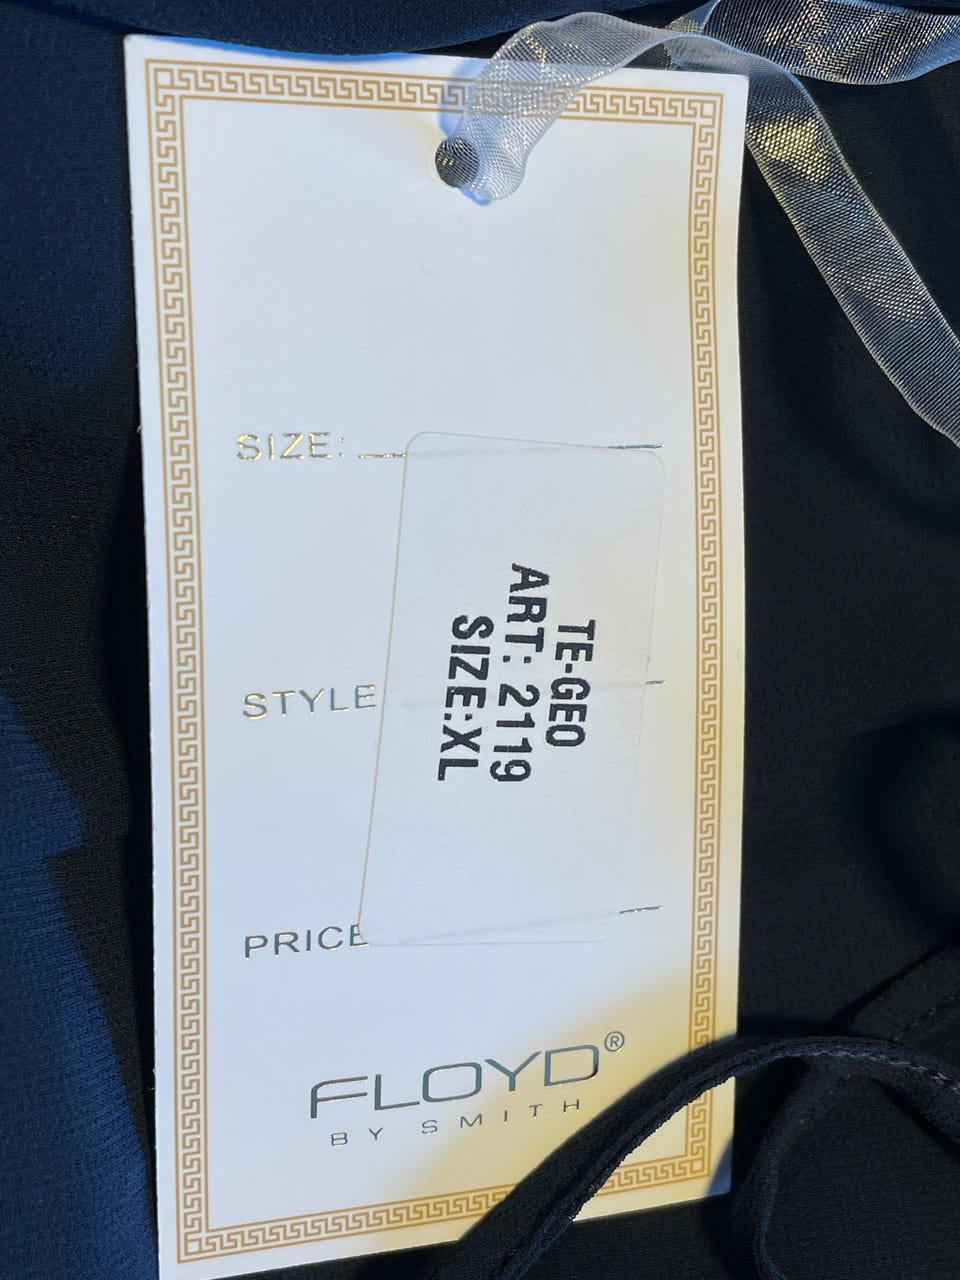 SIZE:
TE-GEO
ART: 2119
SIZE:XL
STYLE
PRICE
FLOYD®
BY SMITH